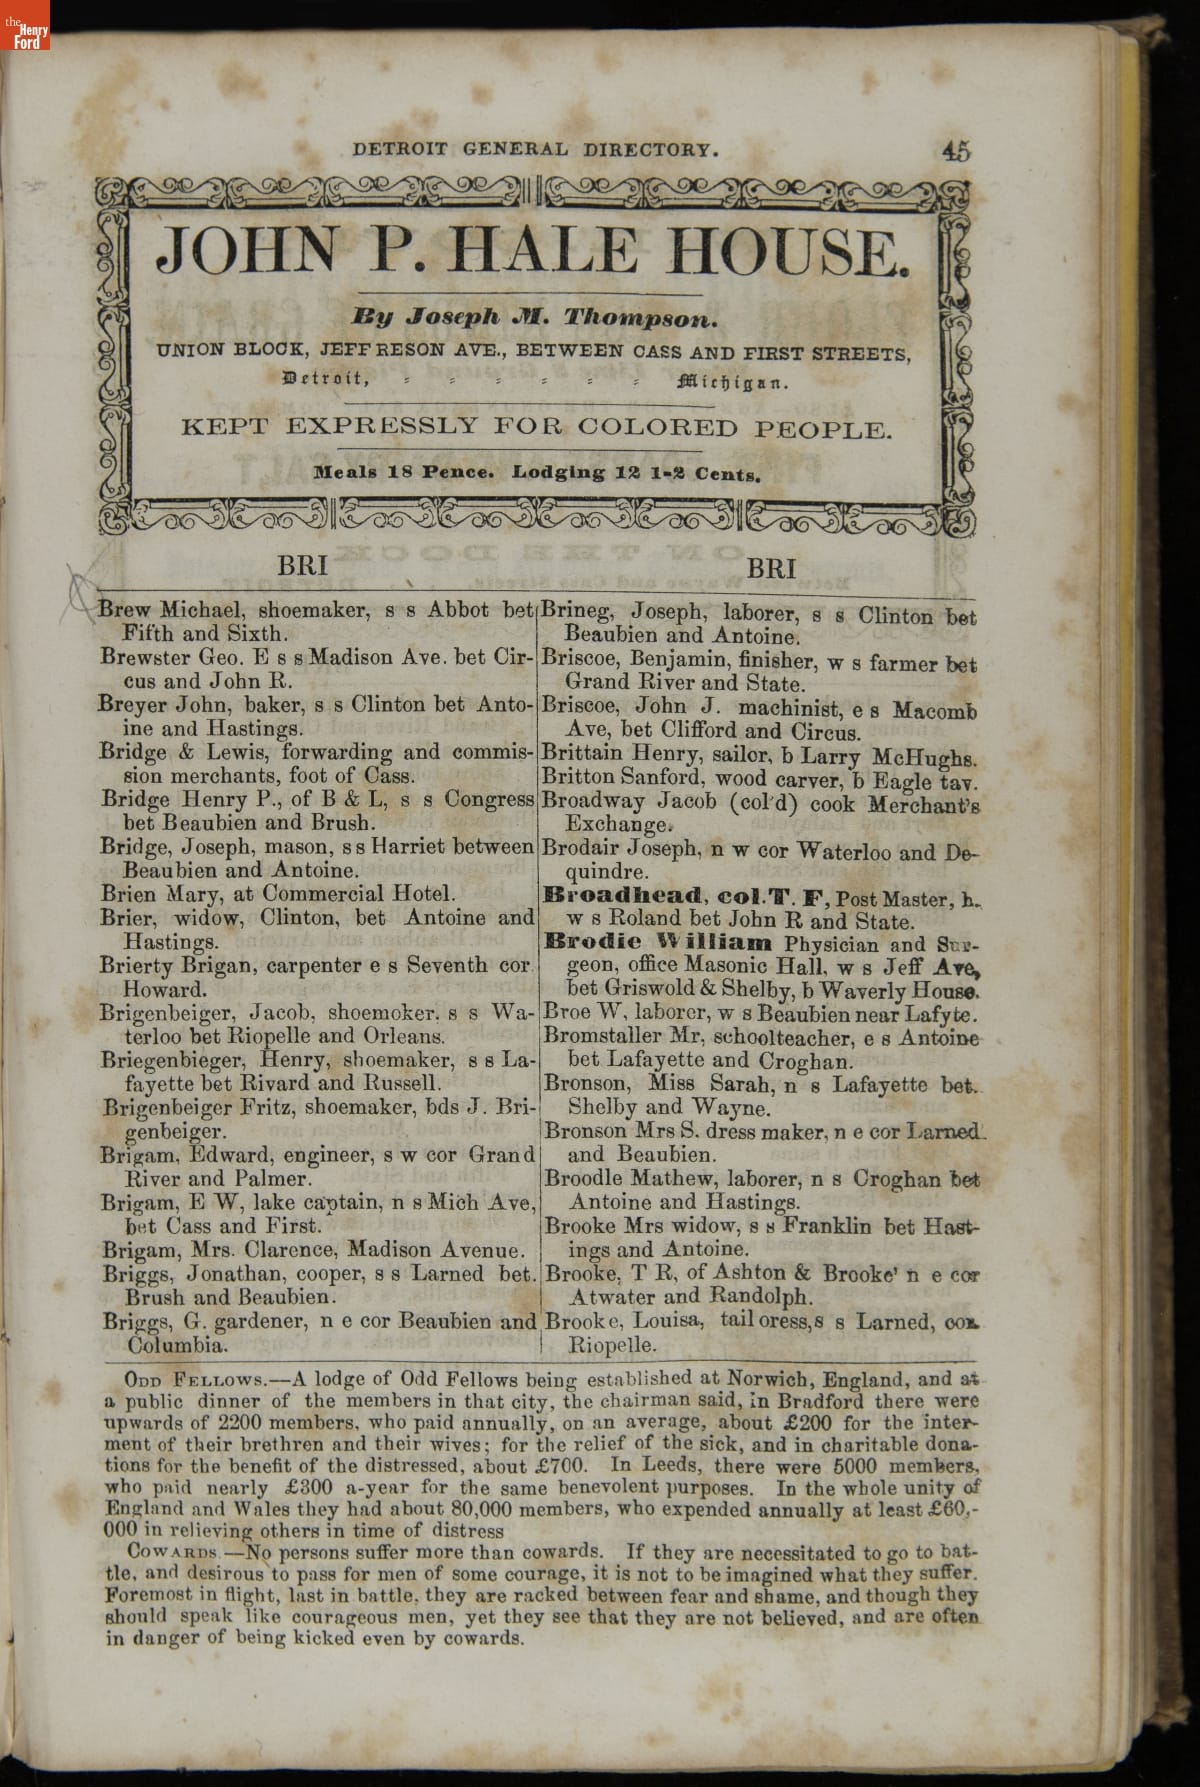 the
Henry
Ford
DETROIT GENERAL DIRECTORY. 45
JOHN P. HALE HOUSE.
By Joseph M. Thompson.
UNION BLOCK, JEFFRESON AVE., BETWEEN CASS AND FIRST STREETS,
Detroit, - - - - - - Michigan.
KEPT EXPRESSLY FOR COLORED PEOPLE.
Meals 18 Pence. Lodging 12 1-2 Cents.
BRI
Brew Michael, shoemaker, s s Abbot bet
Fifth and Sixth.
Brewster Geo. E s s Madison Ave. bet Cir-
cus and John R.
Breyer John, baker, s s Clinton bet Anto-
ine and Hastings.
Bridge & Lewis, forwarding and commis-
sion merchants, foot of Cass.
Bridge Henry P., of B & L, s s Congress
bet Beaubien and Brush.
Bridge, Joseph, mason, s s Harriet between
Beaubien and Antoine.
Brien Mary, at Commercial Hotel.
Brier, widow, Clinton, bet Antoine and
Hastings.
Brierty Brigan, carpenter e s Seventh cor
Howard.
Brigenbeiger, Jacob, shoemoker, s s Wa-
terloo bet Riopelle and Orleans.
Briegenbieger, Henry, shoemaker, s s La-
fayette bet Rivard and Russell.
Brigenbeiger Fritz, shoemaker, bds J. Bri-
genbeiger.
Brigam, Edward, engineer, s w cor Grand
River and Palmer.
Brigam, E W, lake captain, n s Mich Ave,
bet Cass and First.
Brigam, Mrs. Clarence, Madison Avenue.
Briggs, Jonathan, cooper, s s Larned bet.
Brush and Beaubien.
Briggs, G. gardener, n e cor Beaubien and
Columbia.
BRI
Brineg, Joseph, laborer, s s Clinton bet
Beaubien and Antoine.
Briscoe, Benjamin, finisher, w s farmer bet
Grand River and State.
Briscoe, John J. machinist, e s Macomb
Ave, bet Clifford and Circus.
Brittain Henry, sailor, b Larry McHughs.
Britton Sanford, wood carver, b Eagle tav.
Broadway Jacob (col'd) cook Merchant's
Exchange.
Brodair Joseph, n w cor Waterloo and De-
quindre.
Broadhead, col. T. F, Post Master, h.
w s Roland bet John R and State.
Brodie William Physician and Sur-
geon, office Masonic Hall, w s Jeff Ave,
bet Griswold & Shelby, b Waverly House.
Broe W, laborer, w s Beaubien near Lafyte.
Bromstaller Mr, schoolteacher, e s Antoine
bet Lafayette and Croghan.
Bronson, Miss Sarah, n s Lafayette bet.
Shelby and Wayne.
Bronson Mrs S. dress maker, n e cor Larned
and Beaubien.
Broodle Mathew, laborer, n s Croghan bet
Antoine and Hastings.
Brooke Mrs widow, s s Franklin bet Hast-
ings and Antoine.
Brooke, T R, of Ashton & Brooke' n e cor
Atwater and Randolph.
Brooke, Louisa, tailoress, s s Larned, cor.
Riopelle.
ODD FELLOWS.—A lodge of Odd Fellows being established at Norwich, England, and at
a public dinner of the members in that city, the chairman said, in Bradford there were
upwards of 2200 members, who paid annually, on an average, about £200 for the inter-
ment of their brethren and their wives; for the relief of the sick, and in charitable dona-
tions for the benefit of the distressed, about £700. In Leeds, there were 5000 members,
who paid nearly £300 a-year for the same benevolent purposes. In the whole unity of
England and Wales they had about 80,000 members, who expended annually at least £60,-
000 in relieving others in time of distress
COWARDS.—No persons suffer more than cowards. If they are necessitated to go to bat-
tle, and desirous to pass for men of some courage, it is not to be imagined what they suffer.
Foremost in flight, last in battle, they are racked between fear and shame, and though they
should speak like courageous men, yet they see that they are not believed, and are often
in danger of being kicked even by cowards.